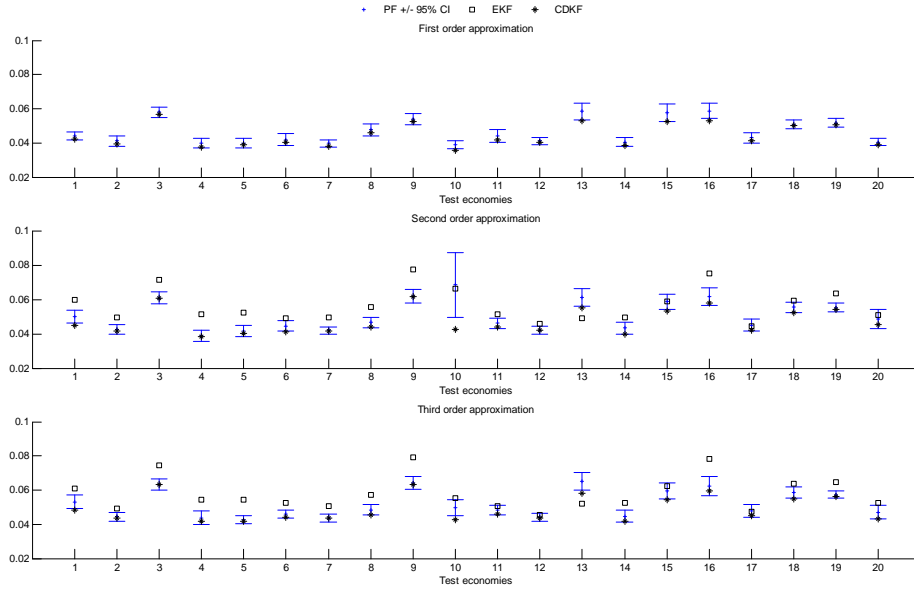 PF +/- 95% CI EKF CDKF
First order approximation
0.1
0.08
0.06
0.04
0.02
1 2 3 4 5 6 7 8 9 10 11 12 13 14 15 16 17 18 19 20
Test economies
Second order approximation
0.1
0.08
0.06
0.04
0.02
1 2 3 4 5 6 7 8 9 10 11 12 13 14 15 16 17 18 19 20
Test economies
Third order approximation
0.1
0.08
0.06
0.04
0.02
1 2 3 4 5 6 7 8 9 10 11 12 13 14 15 16 17 18 19 20
Test economies